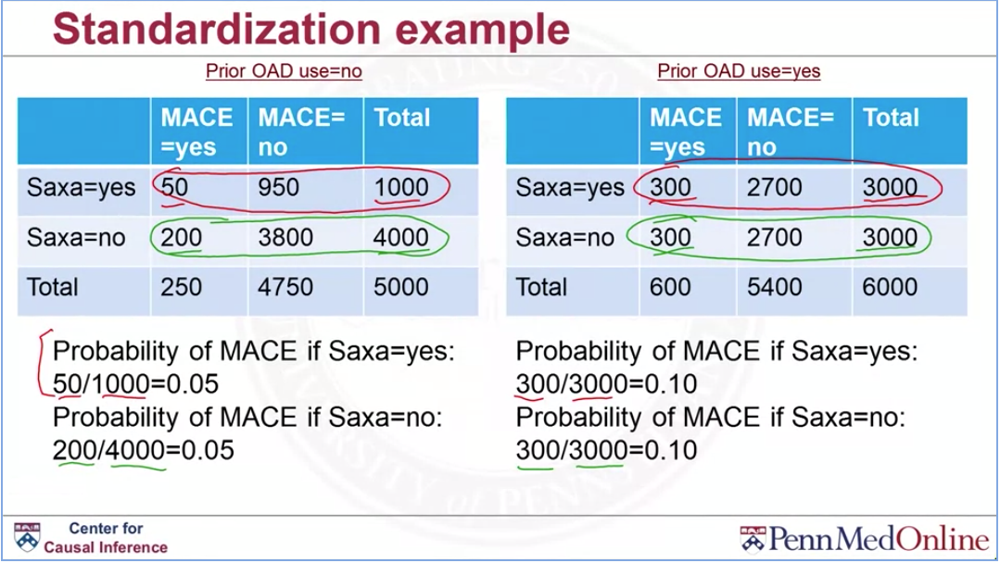 Standardization example
Prior OAD use=no
MACE =yes MACE= no Total
Saxa=yes 50 950 1000
Saxa=no 200 3800 4000
Total 250 4750 5000
Probability of MACE if Saxa=yes:
50/1000=0.05
Probability of MACE if Saxa=no:
200/4000=0.05
Prior OAD use=yes
MACE =yes MACE= no Total
Saxa=yes 300 2700 3000
Saxa=no 300 2700 3000
Total 600 5400 6000
Probability of MACE if Saxa=yes:
300/3000=0.10
Probability of MACE if Saxa=no:
300/3000=0.10
Center for
Causal Inference
PennMedOnline